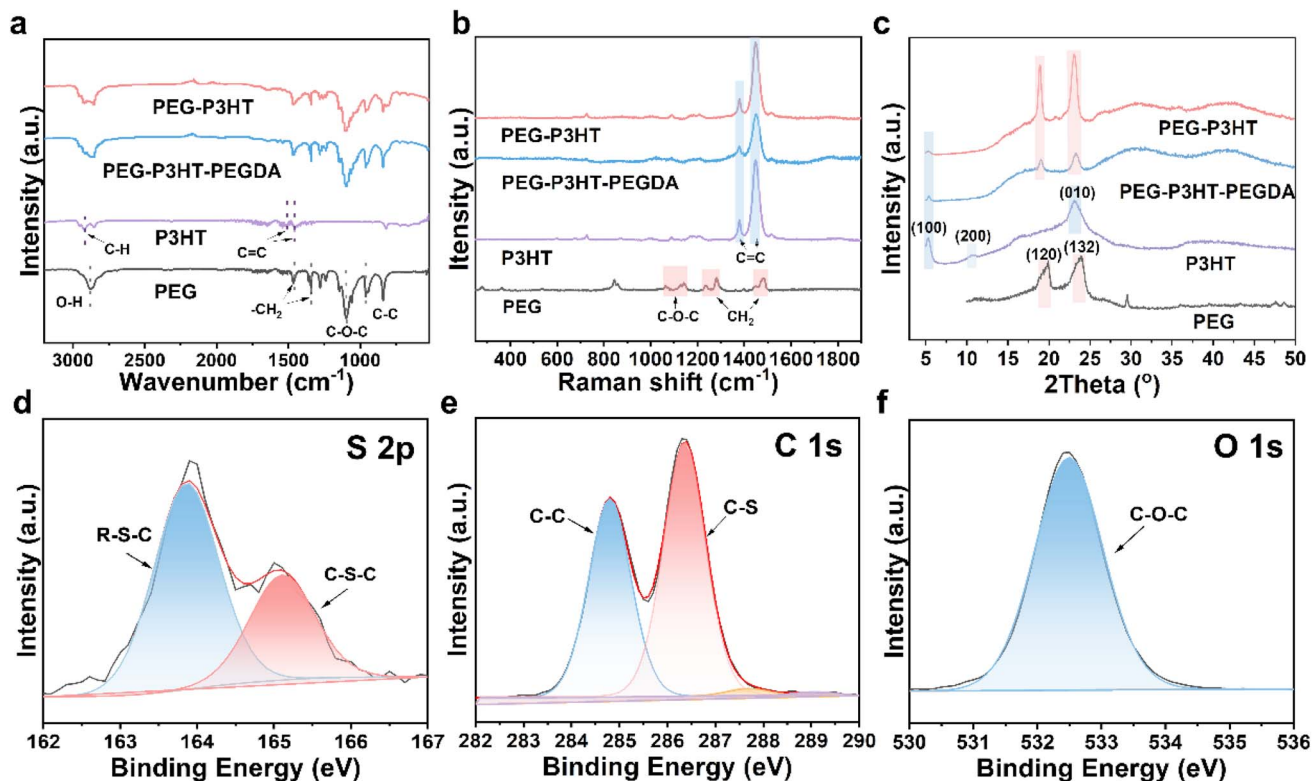 a
Intensity (a.u.)
PEG-P3HT
PEG-P3HT-PEGDA
P3HT
C-H
C=C
O-H
PEG
-CH₂
C-O-C
C-C
3000 2500 2000 1500 1000
Wavenumber (cm⁻¹)
b
Itensity (a.u.)
PEG-P3HT
PEG-P3HT-PEGDA
C=C
P3HT
PEG
C-O-C
CH₂
400 600 800 1000 1200 1400 1600 1800
Raman shift (cm⁻¹)
c
Intensity (a.u.)
PEG-P3HT
PEG-P3HT-PEGDA
(010)
(100)
(200)
P3HT
(120)
(132)
PEG
5 10 15 20 25 30 35 40 45 50
2Theta (°)
d
S 2p
Intensity (a.u.)
R-S-C
C-S-C
162 163 164 165 166 167
Binding Energy (eV)
e
C 1s
Intensity (a.u.)
C-C
C-S
282 283 284 285 286 287 288 289 290
Binding Energy (eV)
f
O 1s
Intensity (a.u.)
C-O-C
530 531 532 533 534 535 536
Binding Energy (eV)